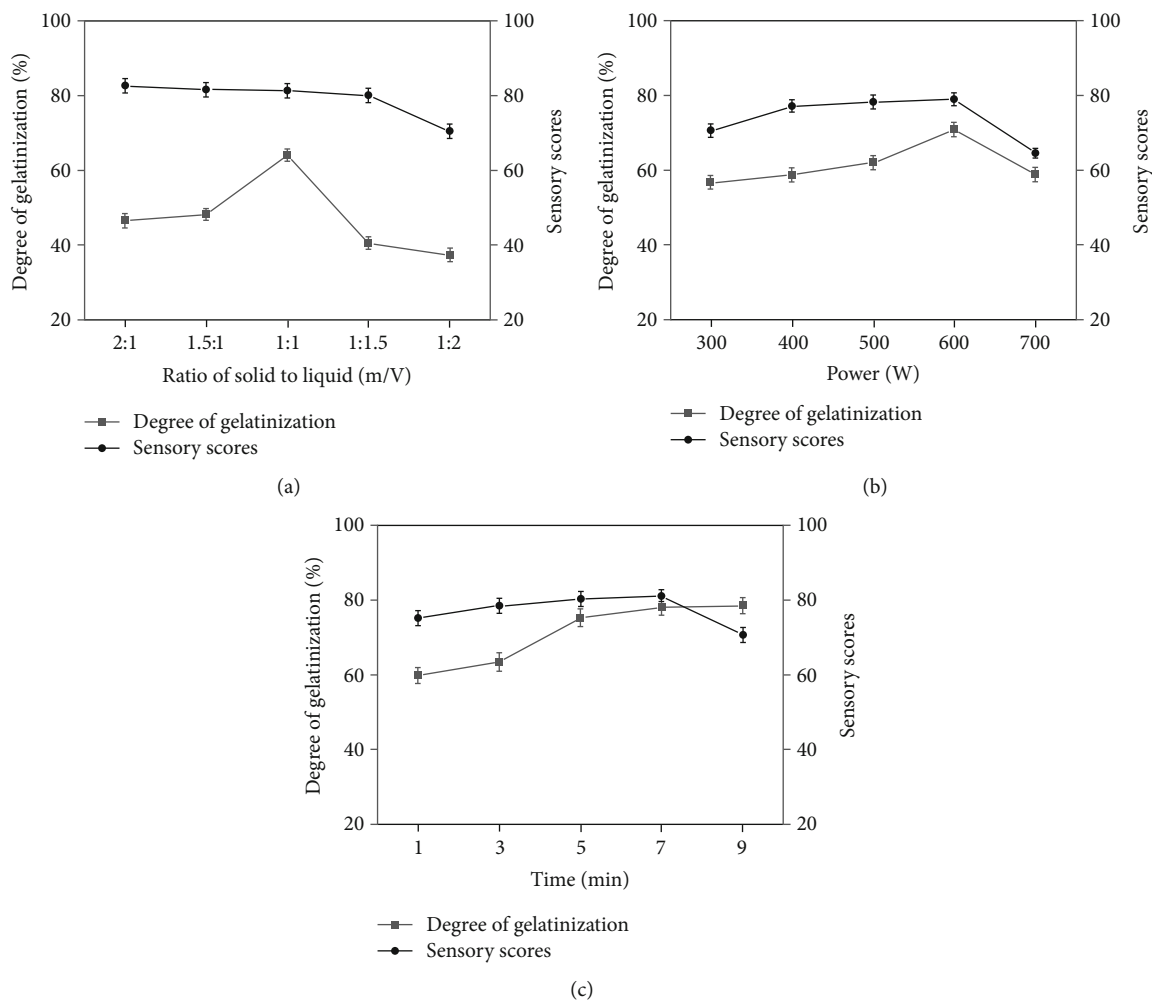 100
80
60
40
20
Degree of gelatinization (%)
100
80
60
40
20
Sensory scores
2:1 1.5:1 1:1 1:1.5 1:2
Ratio of solid to liquid (m/V)
Degree of gelatinization
Sensory scores
(a)
100
80
60
40
20
Degree of gelatinization (%)
100
80
60
40
20
Sensory scores
300 400 500 600 700
Power (W)
Degree of gelatinization
Sensory scores
(b)
100
80
60
40
20
Degree of gelatinization (%)
100
80
60
40
20
Sensory scores
1 3 5 7 9
Time (min)
Degree of gelatinization
Sensory scores
(c)